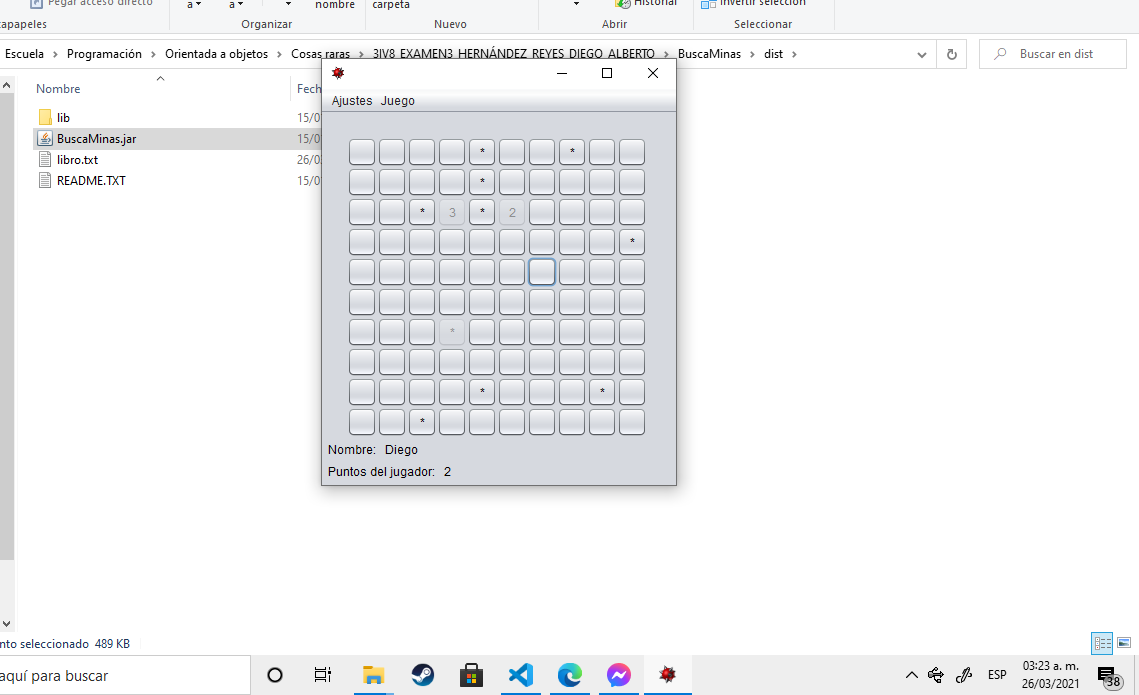 Pegar acceso directo
a a nombre carpeta Historial Invertir selección
Organizar Nuevo Abrir Seleccionar
Escuela > Programación > Orientada a objetos > Cosas raras > 3IV8_EXAMEN3_HERNÁNDEZ_REYES_DIEGO_ALBERTO > BuscaMinas > dist >
Buscar en dist
Nombre
Fech
lib 15/0
BuscaMinas.jar 15/0
libro.txt 26/0
README.TXT 15/0
Ajustes Juego
* *
*
* 3 * 2
*
*
* *
*
Nombre: Diego
Puntos del jugador: 2
nto seleccionado 489 KB
aquí para buscar
ESP
03:23 a. m.
26/03/2021
38